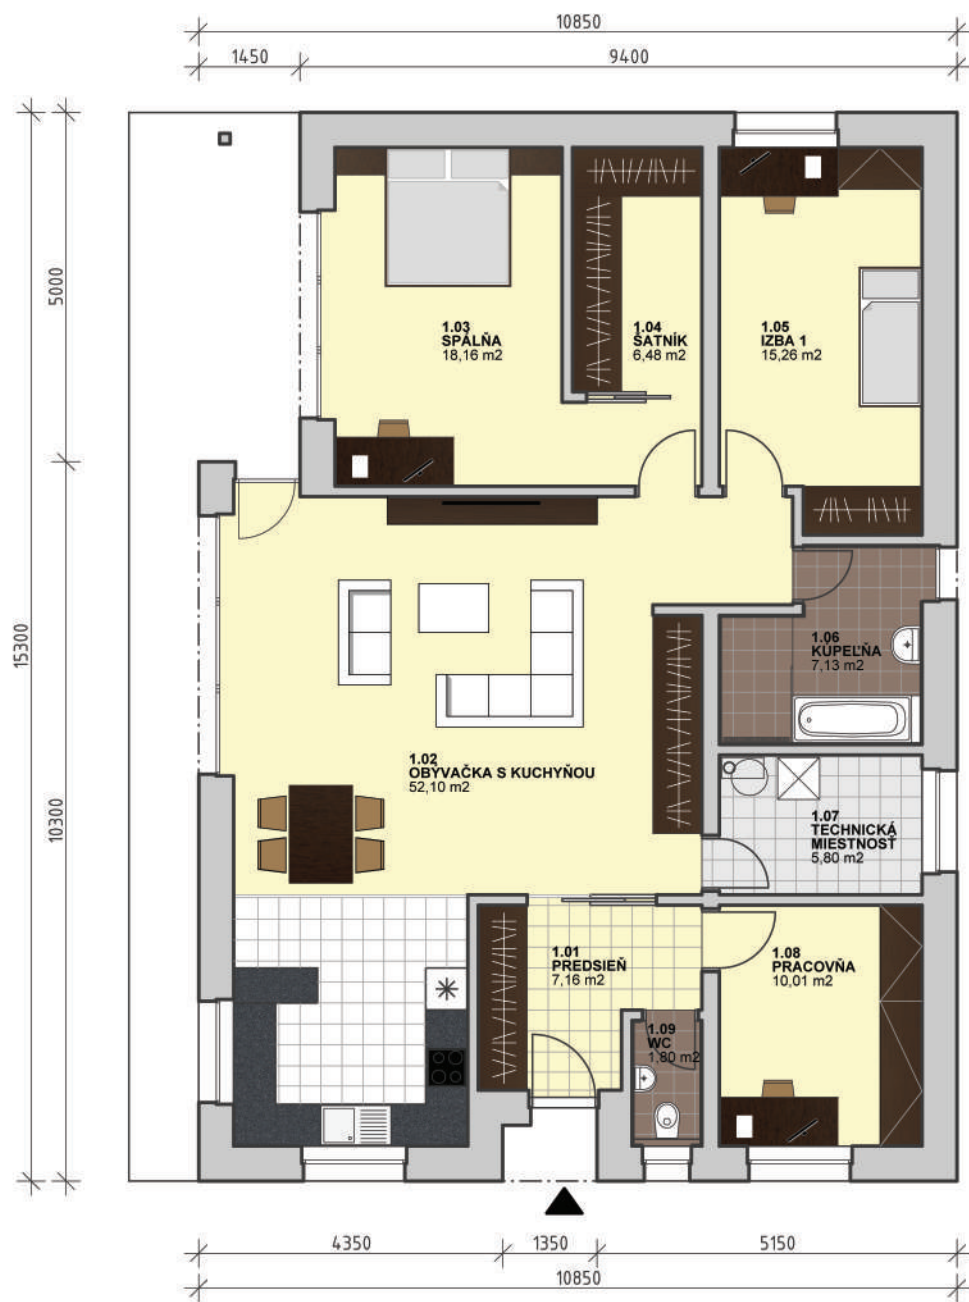 10850
1450
9400
5000
15300
10300
1.03
SPÁLŇA
18,16 m2
1.04
ŠATNÍK
6,48 m2
1.05
IZBA 1
15,26 m2
1.06
KÚPEĽŇA
7,13 m2
1.02
OBÝVAČKA S KUCHYŇOU
52,10 m2
1.07
TECHNICKÁ
MIESTNOSŤ
5,80 m2
1.01
PREDSIEŇ
7,16 m2
1.08
PRACOVŇA
10,01 m2
1.09
WC
1,80 m2
4350
1350
5150
10850